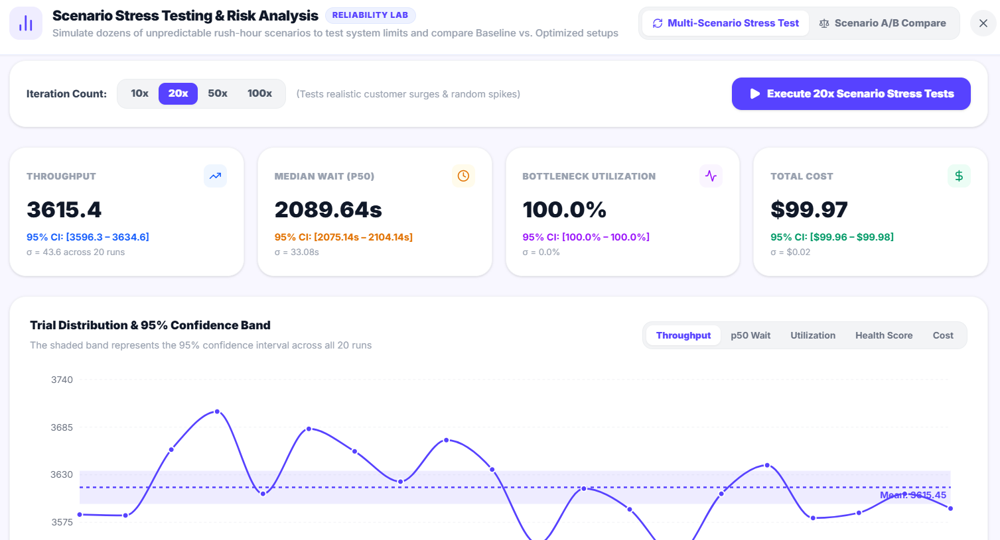 Scenario Stress Testing & Risk Analysis
RELIABILITY LAB
Simulate dozens of unpredictable rush-hour scenarios to test system limits and compare Baseline vs. Optimized setups
Multi-Scenario Stress Test
Scenario A/B Compare
Iteration Count:
10x
20x
50x
100x
(Tests realistic customer surges & random spikes)
Execute 20x Scenario Stress Tests
THROUGHPUT
3615.4
95% CI: [3596.3 – 3634.6]
σ = 43.6 across 20 runs
MEDIAN WAIT (P50)
2089.64s
95% CI: [2075.14s – 2104.14s]
σ = 33.08s
BOTTLENECK UTILIZATION
100.0%
95% CI: [100.0% – 100.0%]
σ = 0.0%
TOTAL COST
$99.97
95% CI: [$99.96 – $99.98]
σ = $0.02
Trial Distribution & 95% Confidence Band
The shaded band represents the 95% confidence interval across all 20 runs
Throughput
p50 Wait
Utilization
Health Score
Cost
3740
3685
3630
3575
Mean: 3615.45